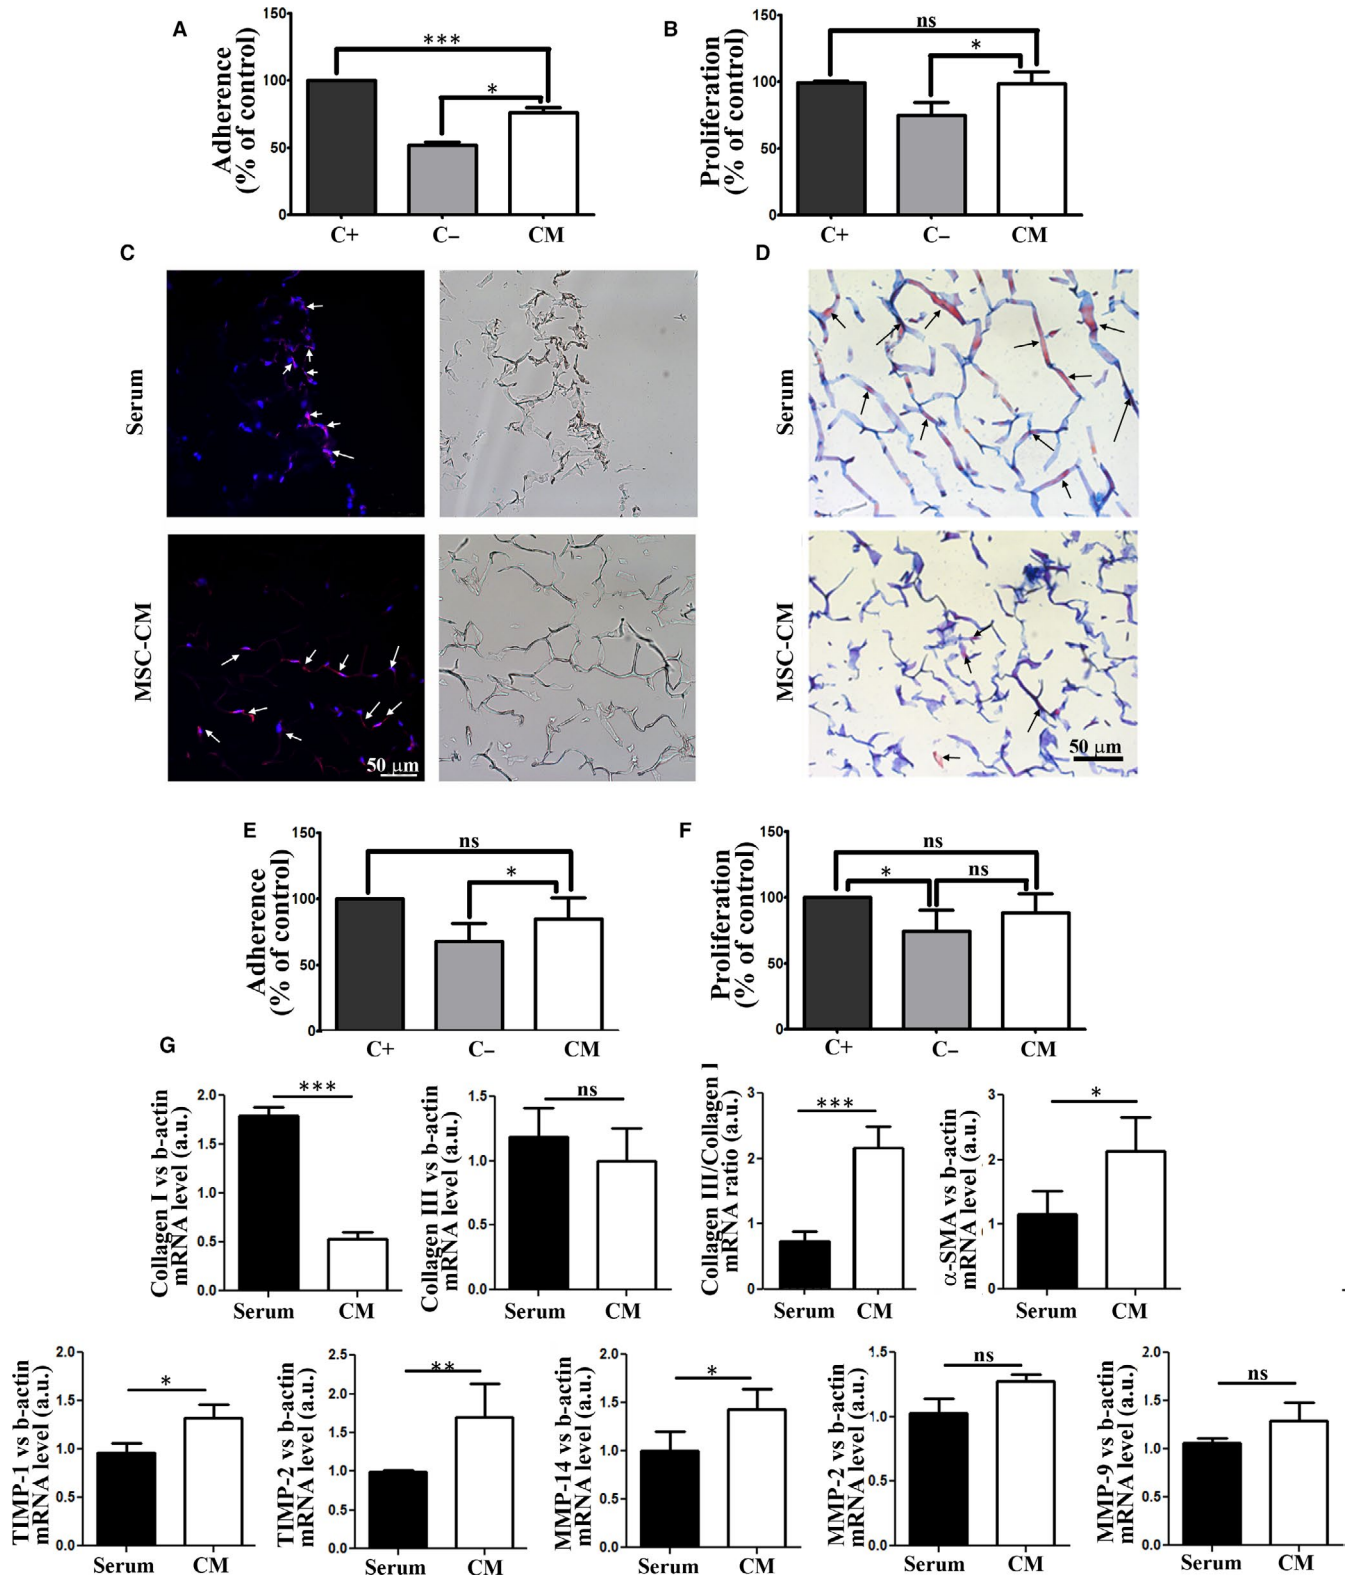 A
150
100
50
0
Adherence
(% of control)
***
*
C+
C−
CM
B
150
100
50
0
Proliferation
(% of control)
ns
*
C+
C−
CM
C
Serum
MSC-CM
50 µm
D
Serum
MSC-CM
50 µm
E
150
100
50
0
Adherence
(% of control)
ns
*
C+
C−
CM
F
150
100
50
0
Proliferation
(% of control)
ns
*
ns
C+
C−
CM
G
Collagen I vs b-actin
mRNA level (a.u.)
2.0
1.5
1.0
0.5
0.0
***
Serum
CM
Collagen III vs b-actin
mRNA level (a.u.)
1.5
1.0
0.5
0.0
ns
Serum
CM
Collagen III/Collagen I
mRNA ratio (a.u.)
3
2
1
0
***
Serum
CM
α-SMA vs b-actin
mRNA level (a.u.)
3
2
1
0
*
Serum
CM
TIMP-1 vs b-actin
mRNA level (a.u.)
2.0
1.5
1.0
0.5
0.0
*
Serum
CM
TIMP-2 vs b-actin
mRNA level (a.u.)
2.5
2.0
1.5
1.0
0.5
0.0
**
Serum
CM
MMP-14 vs b-actin
mRNA level (a.u.)
2.0
1.5
1.0
0.5
0.0
*
Serum
CM
MMP-2 vs b-actin
mRNA level (a.u.)
1.5
1.0
0.5
0.0
ns
Serum
CM
MMP-9 vs b-actin
mRNA level (a.u.)
2.0
1.5
1.0
0.5
0.0
ns
Serum
CM